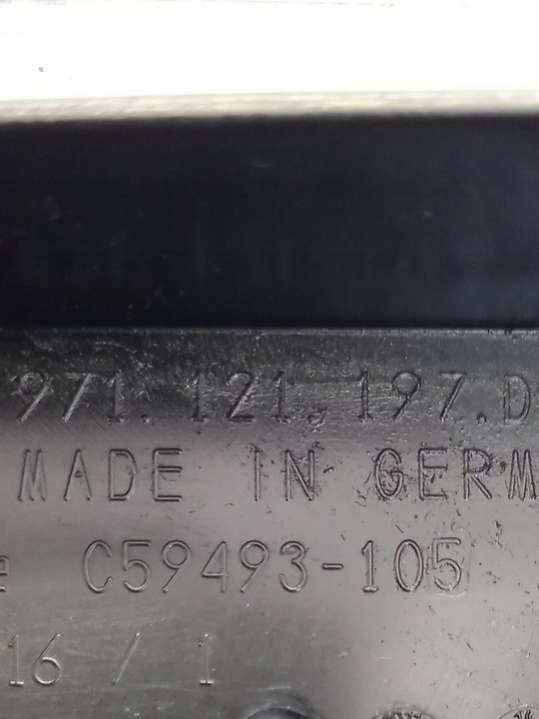 971.121.197.D
MADE IN GERM
e C59493-105
16 / 1